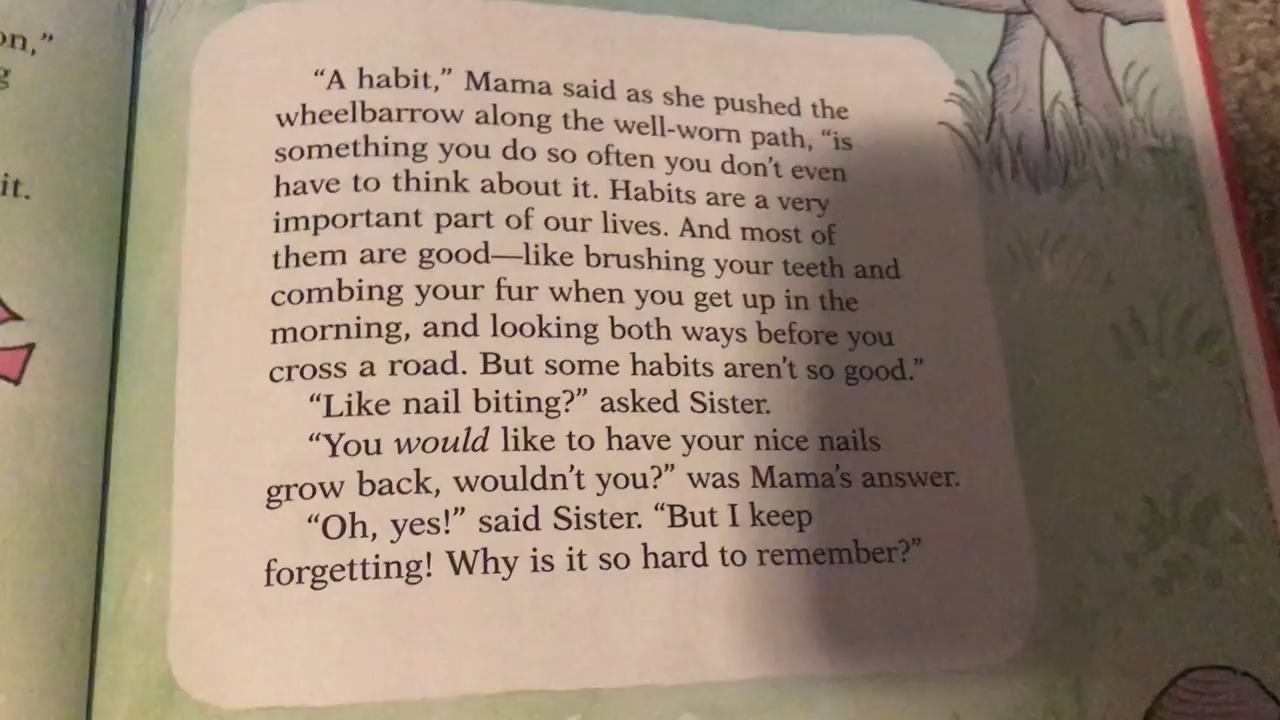 on,”
g
it.
“A habit,” Mama said as she pushed the
wheelbarrow along the well-worn path, “is
something you do so often you don’t even
have to think about it. Habits are a very
important part of our lives. And most of
them are good—like brushing your teeth and
combing your fur when you get up in the
morning, and looking both ways before you
cross a road. But some habits aren’t so good.”
“Like nail biting?” asked Sister.
“You would like to have your nice nails
grow back, wouldn’t you?” was Mama’s answer.
“Oh, yes!” said Sister. “But I keep
forgetting! Why is it so hard to remember?”